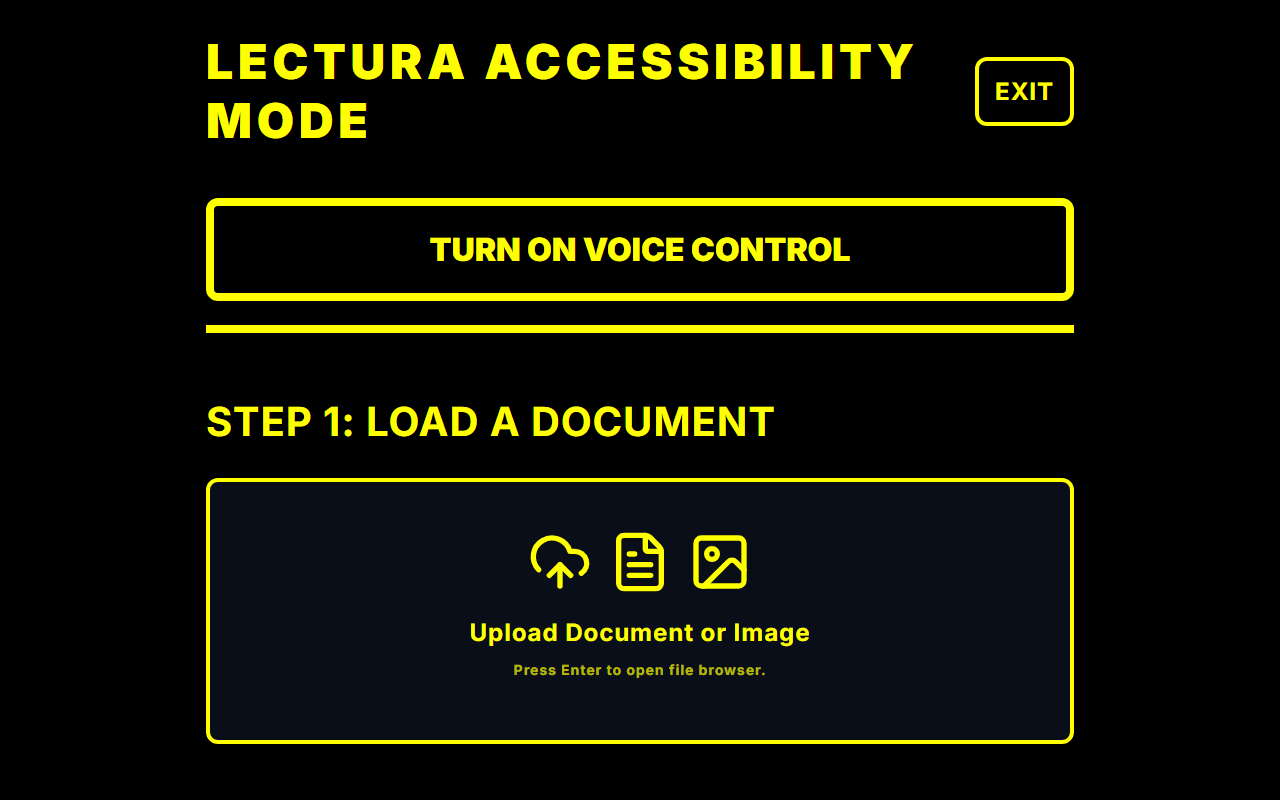 LECTURA ACCESSIBILITY
MODE
EXIT
TURN ON VOICE CONTROL
STEP 1: LOAD A DOCUMENT
Upload Document or Image
Press Enter to open file browser.